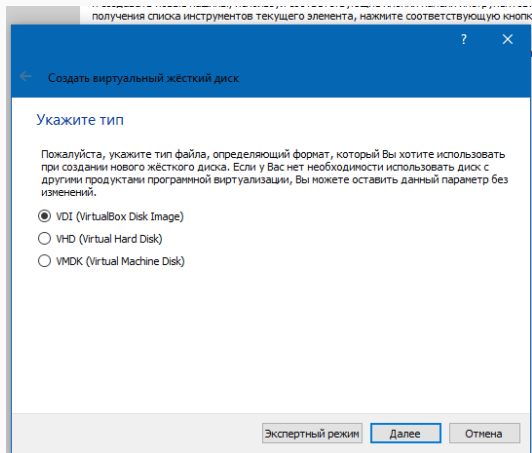 получения списка инструментов текущего элемента, нажмите соответствующую кнопк
?
Создать виртуальный жёсткий диск
Укажите тип
Пожалуйста, укажите тип файла, определяющий формат, который Вы хотите использовать
при создании нового жёсткого диска. Если у Вас нет необходимости использовать диск с
другими продуктами программной виртуализации, Вы можете оставить данный параметр без
изменений.
VDI (VirtualBox Disk Image)
VHD (Virtual Hard Disk)
VMDK (Virtual Machine Disk)
Экспертный режим Далее Отмена